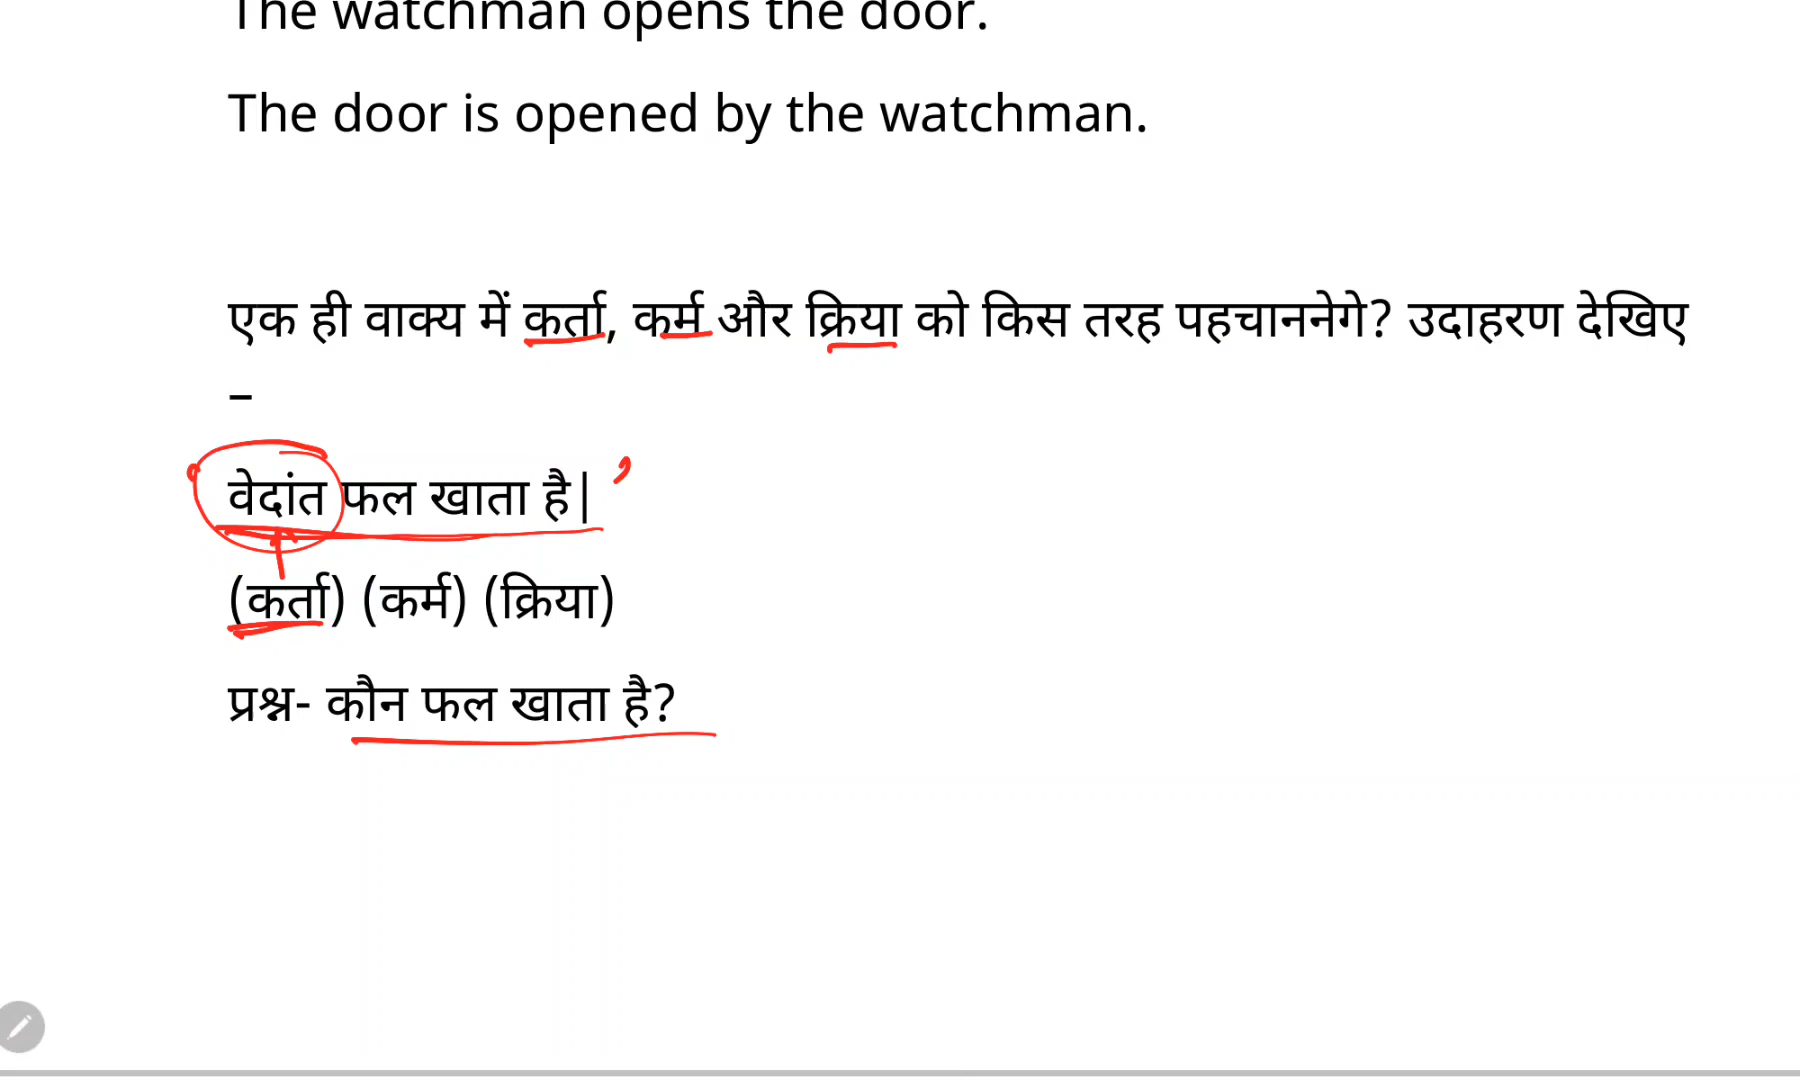 The watchman opens the door.
The door is opened by the watchman.
एक ही वाक्य में कर्ता, कर्म और क्रिया को किस तरह पहचाननेगे? उदाहरण देखिए
–
वेदांत फल खाता है|
(कर्ता) (कर्म) (क्रिया)
प्रश्न- कौन फल खाता है?